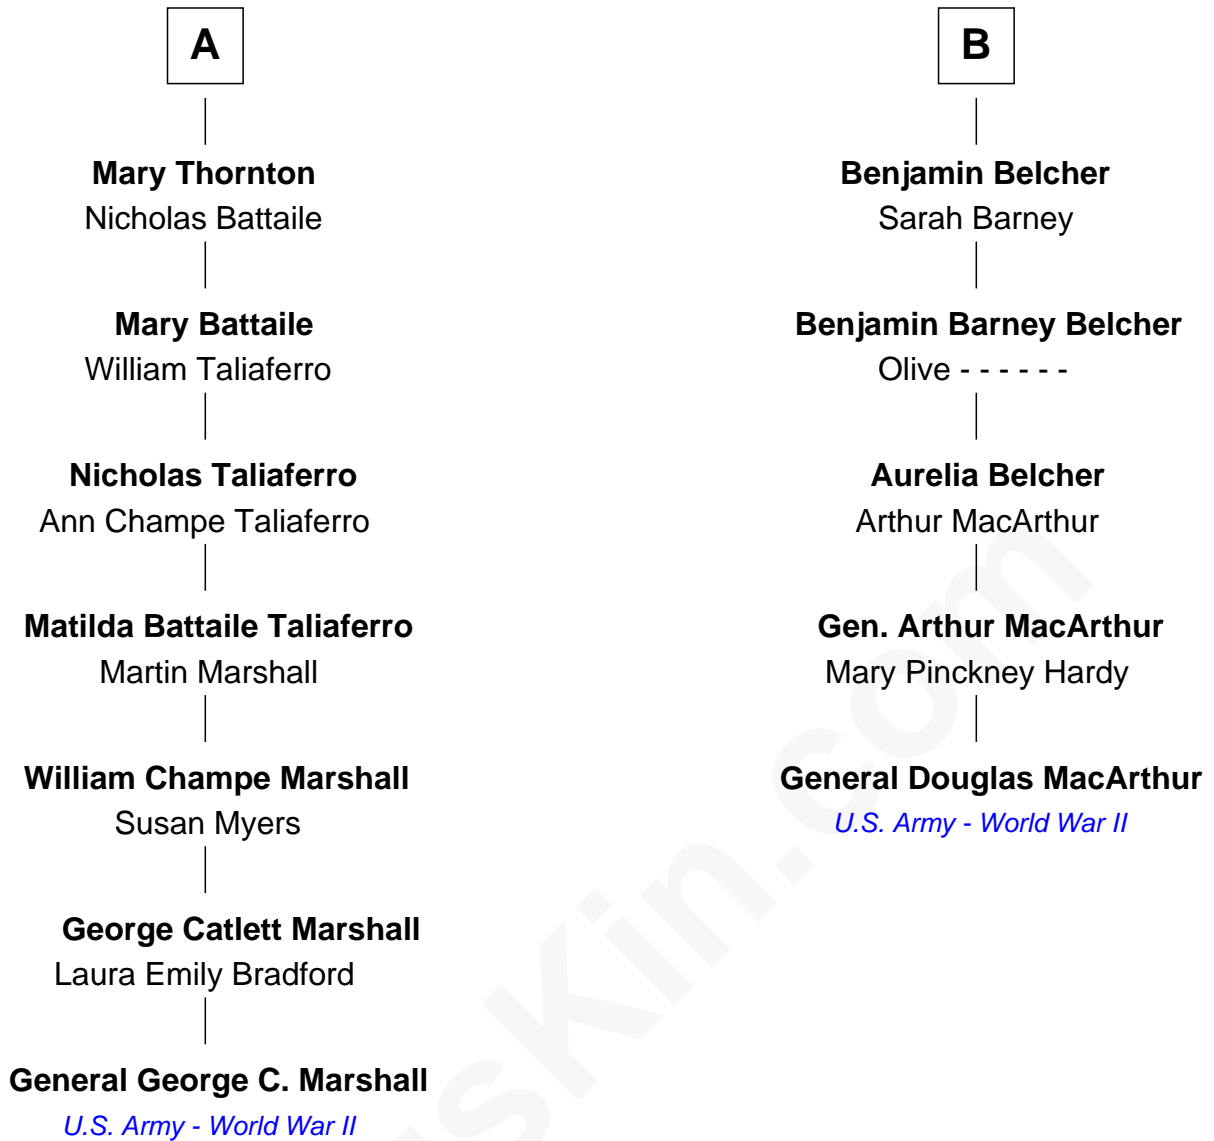 A
Mary Thornton
Nicholas Battaile
Mary Battaile
William Taliaferro
Nicholas Taliaferro
Ann Champe Taliaferro
Matilda Battaile Taliaferro
Martin Marshall
William Champe Marshall
Susan Myers
George Catlett Marshall
Laura Emily Bradford
General George C. Marshall
U.S. Army - World War II
B
Benjamin Belcher
Sarah Barney
Benjamin Barney Belcher
Olive - - - - - -
Aurelia Belcher
Arthur MacArthur
Gen. Arthur MacArthur
Mary Pinckney Hardy
General Douglas MacArthur
U.S. Army - World War II
sKin.com